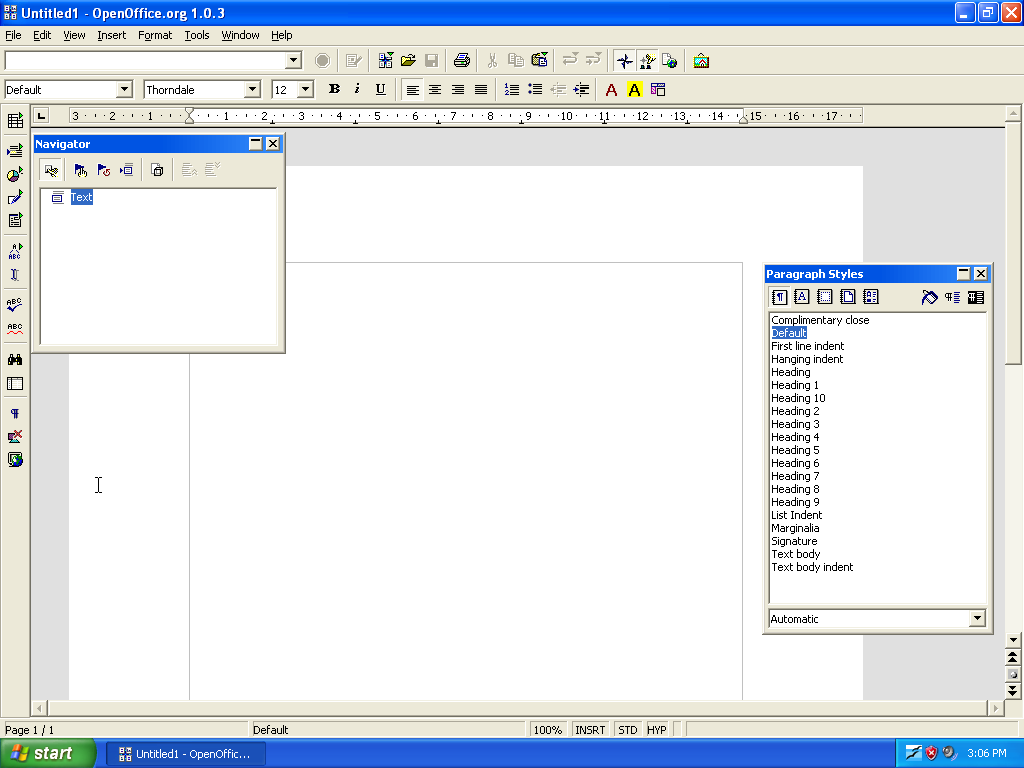 Untitled1 - OpenOffice.org 1.0.3
File Edit View Insert Format Tools Window Help
Default Thorndale 12 B i U A A
3 2 1 1 2 3 4 5 6 7 8 9 10 11 12 13 14 15 16 17
Navigator
Text
ABC
ABC
ABC
Paragraph Styles
Complimentary close
Default
First line indent
Hanging indent
Heading
Heading 1
Heading 10
Heading 2
Heading 3
Heading 4
Heading 5
Heading 6
Heading 7
Heading 8
Heading 9
List Indent
Marginalia
Signature
Text body
Text body indent
Automatic
Page 1 / 1 Default 100% INSRT STD HYP
start Untitled1 - OpenOffic... 3:06 PM